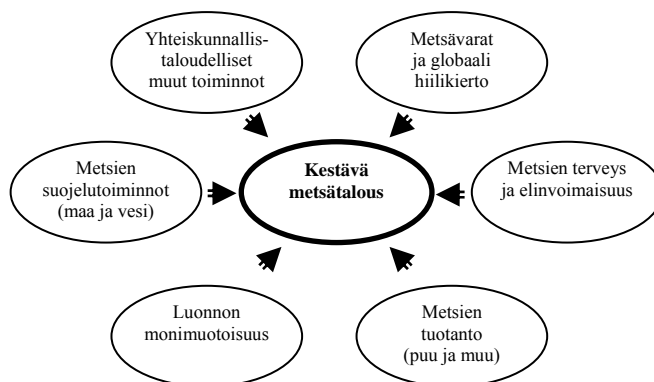 Yhteiskunnallis-
taloudelliset
muut toiminnot
Metsävarat
ja globaali
hiilikierto
Metsien
suojelutoiminnot
(maa ja vesi)
Kestävä
metsätalous
Metsien terveys
ja elinvoimaisuus
Luonnon
monimuotoisuus
Metsien
tuotanto
(puu ja muu)